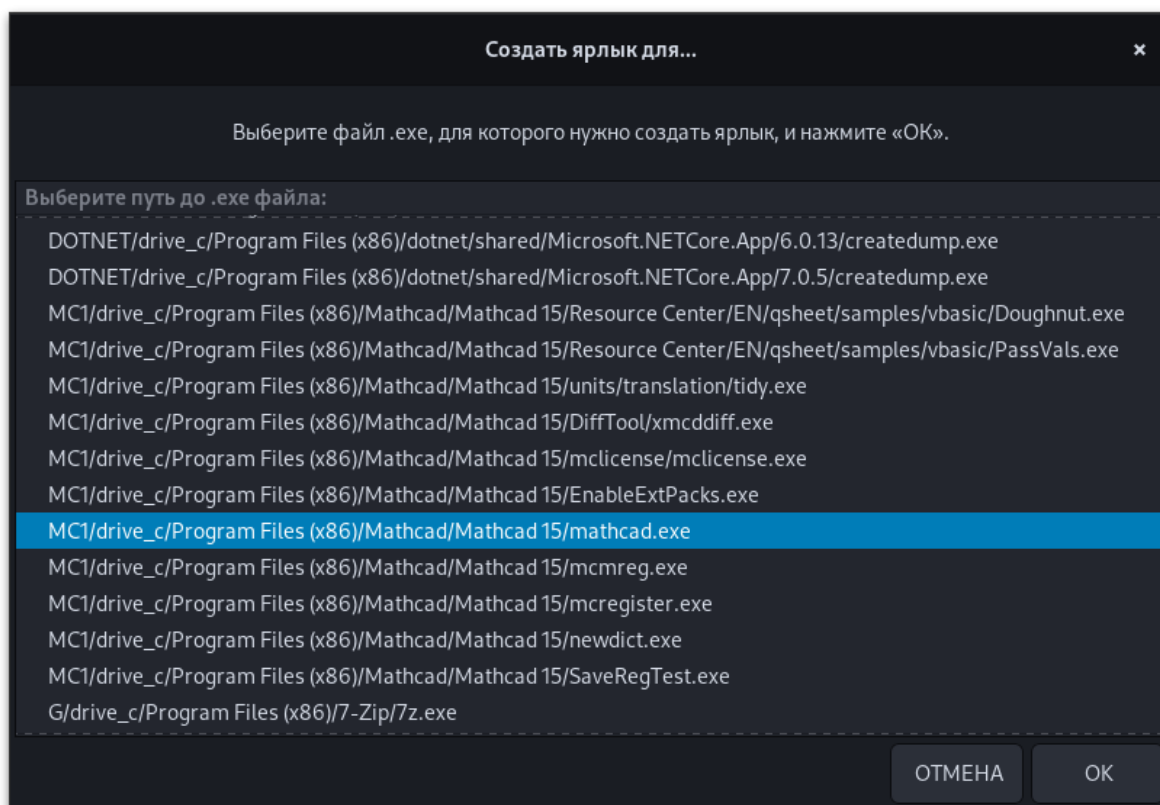 Создать ярлык для...
×
Выберите файл .exe, для которого нужно создать ярлык, и нажмите «ОК».
Выберите путь до .exe файла:
DOTNET/drive_c/Program Files (x86)/dotnet/shared/Microsoft.NETCore.App/6.0.13/createdump.exe
DOTNET/drive_c/Program Files (x86)/dotnet/shared/Microsoft.NETCore.App/7.0.5/createdump.exe
MC1/drive_c/Program Files (x86)/Mathcad/Mathcad 15/Resource Center/EN/qsheet/samples/vbasic/Doughnut.exe
MC1/drive_c/Program Files (x86)/Mathcad/Mathcad 15/Resource Center/EN/qsheet/samples/vbasic/PassVals.exe
MC1/drive_c/Program Files (x86)/Mathcad/Mathcad 15/units/translation/tidy.exe
MC1/drive_c/Program Files (x86)/Mathcad/Mathcad 15/DiffTool/xmcddiff.exe
MC1/drive_c/Program Files (x86)/Mathcad/Mathcad 15/mclicense/mclicense.exe
MC1/drive_c/Program Files (x86)/Mathcad/Mathcad 15/EnableExtPacks.exe
MC1/drive_c/Program Files (x86)/Mathcad/Mathcad 15/mathcad.exe
MC1/drive_c/Program Files (x86)/Mathcad/Mathcad 15/mcmreg.exe
MC1/drive_c/Program Files (x86)/Mathcad/Mathcad 15/mcregister.exe
MC1/drive_c/Program Files (x86)/Mathcad/Mathcad 15/newdict.exe
MC1/drive_c/Program Files (x86)/Mathcad/Mathcad 15/SaveRegTest.exe
G/drive_c/Program Files (x86)/7-Zip/7z.exe
ОТМЕНА
ОК